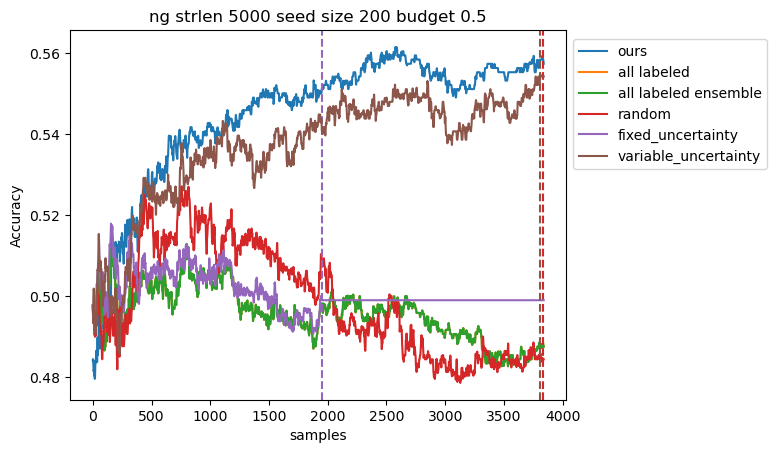 ng strlen 5000 seed size 200 budget 0.5
0.56
0.54
0.52
0.50
0.48
Accuracy
0
500
1000
1500
2000
2500
3000
3500
4000
samples
ours
all labeled
all labeled ensemble
random
fixed_uncertainty
variable_uncertainty